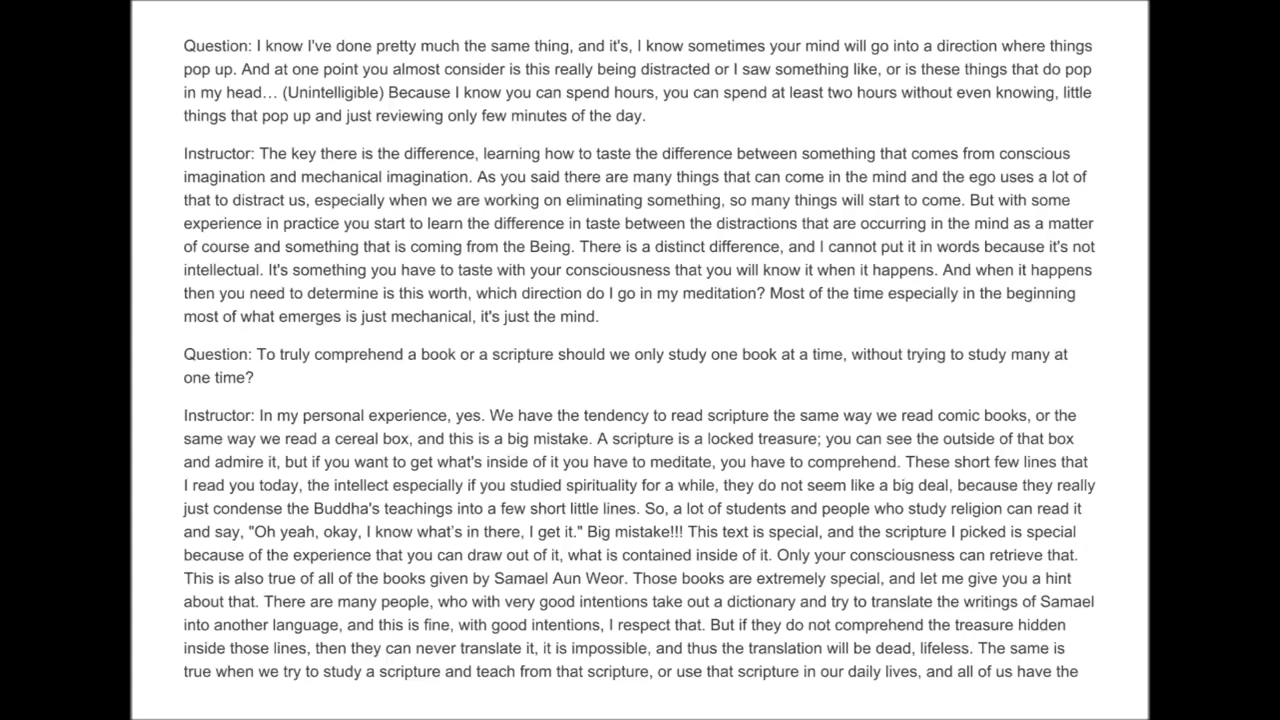 Question: I know I've done pretty much the same thing, and it's, I know sometimes your mind will go into a direction where things
pop up. And at one point you almost consider is this really being distracted or I saw something like, or is these things that do pop
in my head… (Unintelligible) Because I know you can spend hours, you can spend at least two hours without even knowing, little
things that pop up and just reviewing only few minutes of the day.
Instructor: The key there is the difference, learning how to taste the difference between something that comes from conscious
imagination and mechanical imagination. As you said there are many things that can come in the mind and the ego uses a lot of
that to distract us, especially when we are working on eliminating something, so many things will start to come. But with some
experience in practice you start to learn the difference in taste between the distractions that are occurring in the mind as a matter
of course and something that is coming from the Being. There is a distinct difference, and I cannot put it in words because it's not
intellectual. It's something you have to taste with your consciousness that you will know it when it happens. And when it happens
then you need to determine is this worth, which direction do I go in my meditation? Most of the time especially in the beginning
most of what emerges is just mechanical, it's just the mind.
Question: To truly comprehend a book or a scripture should we only study one book at a time, without trying to study many at
one time?
Instructor: In my personal experience, yes. We have the tendency to read scripture the same way we read comic books, or the
same way we read a cereal box, and this is a big mistake. A scripture is a locked treasure; you can see the outside of that box
and admire it, but if you want to get what's inside of it you have to meditate, you have to comprehend. These short few lines that
I read you today, the intellect especially if you studied spirituality for a while, they do not seem like a big deal, because they really
just condense the Buddha's teachings into a few short little lines. So, a lot of students and people who study religion can read it
and say, "Oh yeah, okay, I know what's in there, I get it." Big mistake!!! This text is special, and the scripture I picked is special
because of the experience that you can draw out of it, what is contained inside of it. Only your consciousness can retrieve that.
This is also true of all of the books given by Samael Aun Weor. Those books are extremely special, and let me give you a hint
about that. There are many people, who with very good intentions take out a dictionary and try to translate the writings of Samael
into another language, and this is fine, with good intentions, I respect that. But if they do not comprehend the treasure hidden
inside those lines, then they can never translate it, it is impossible, and thus the translation will be dead, lifeless. The same is
true when we try to study a scripture and teach from that scripture, or use that scripture in our daily lives, and all of us have the